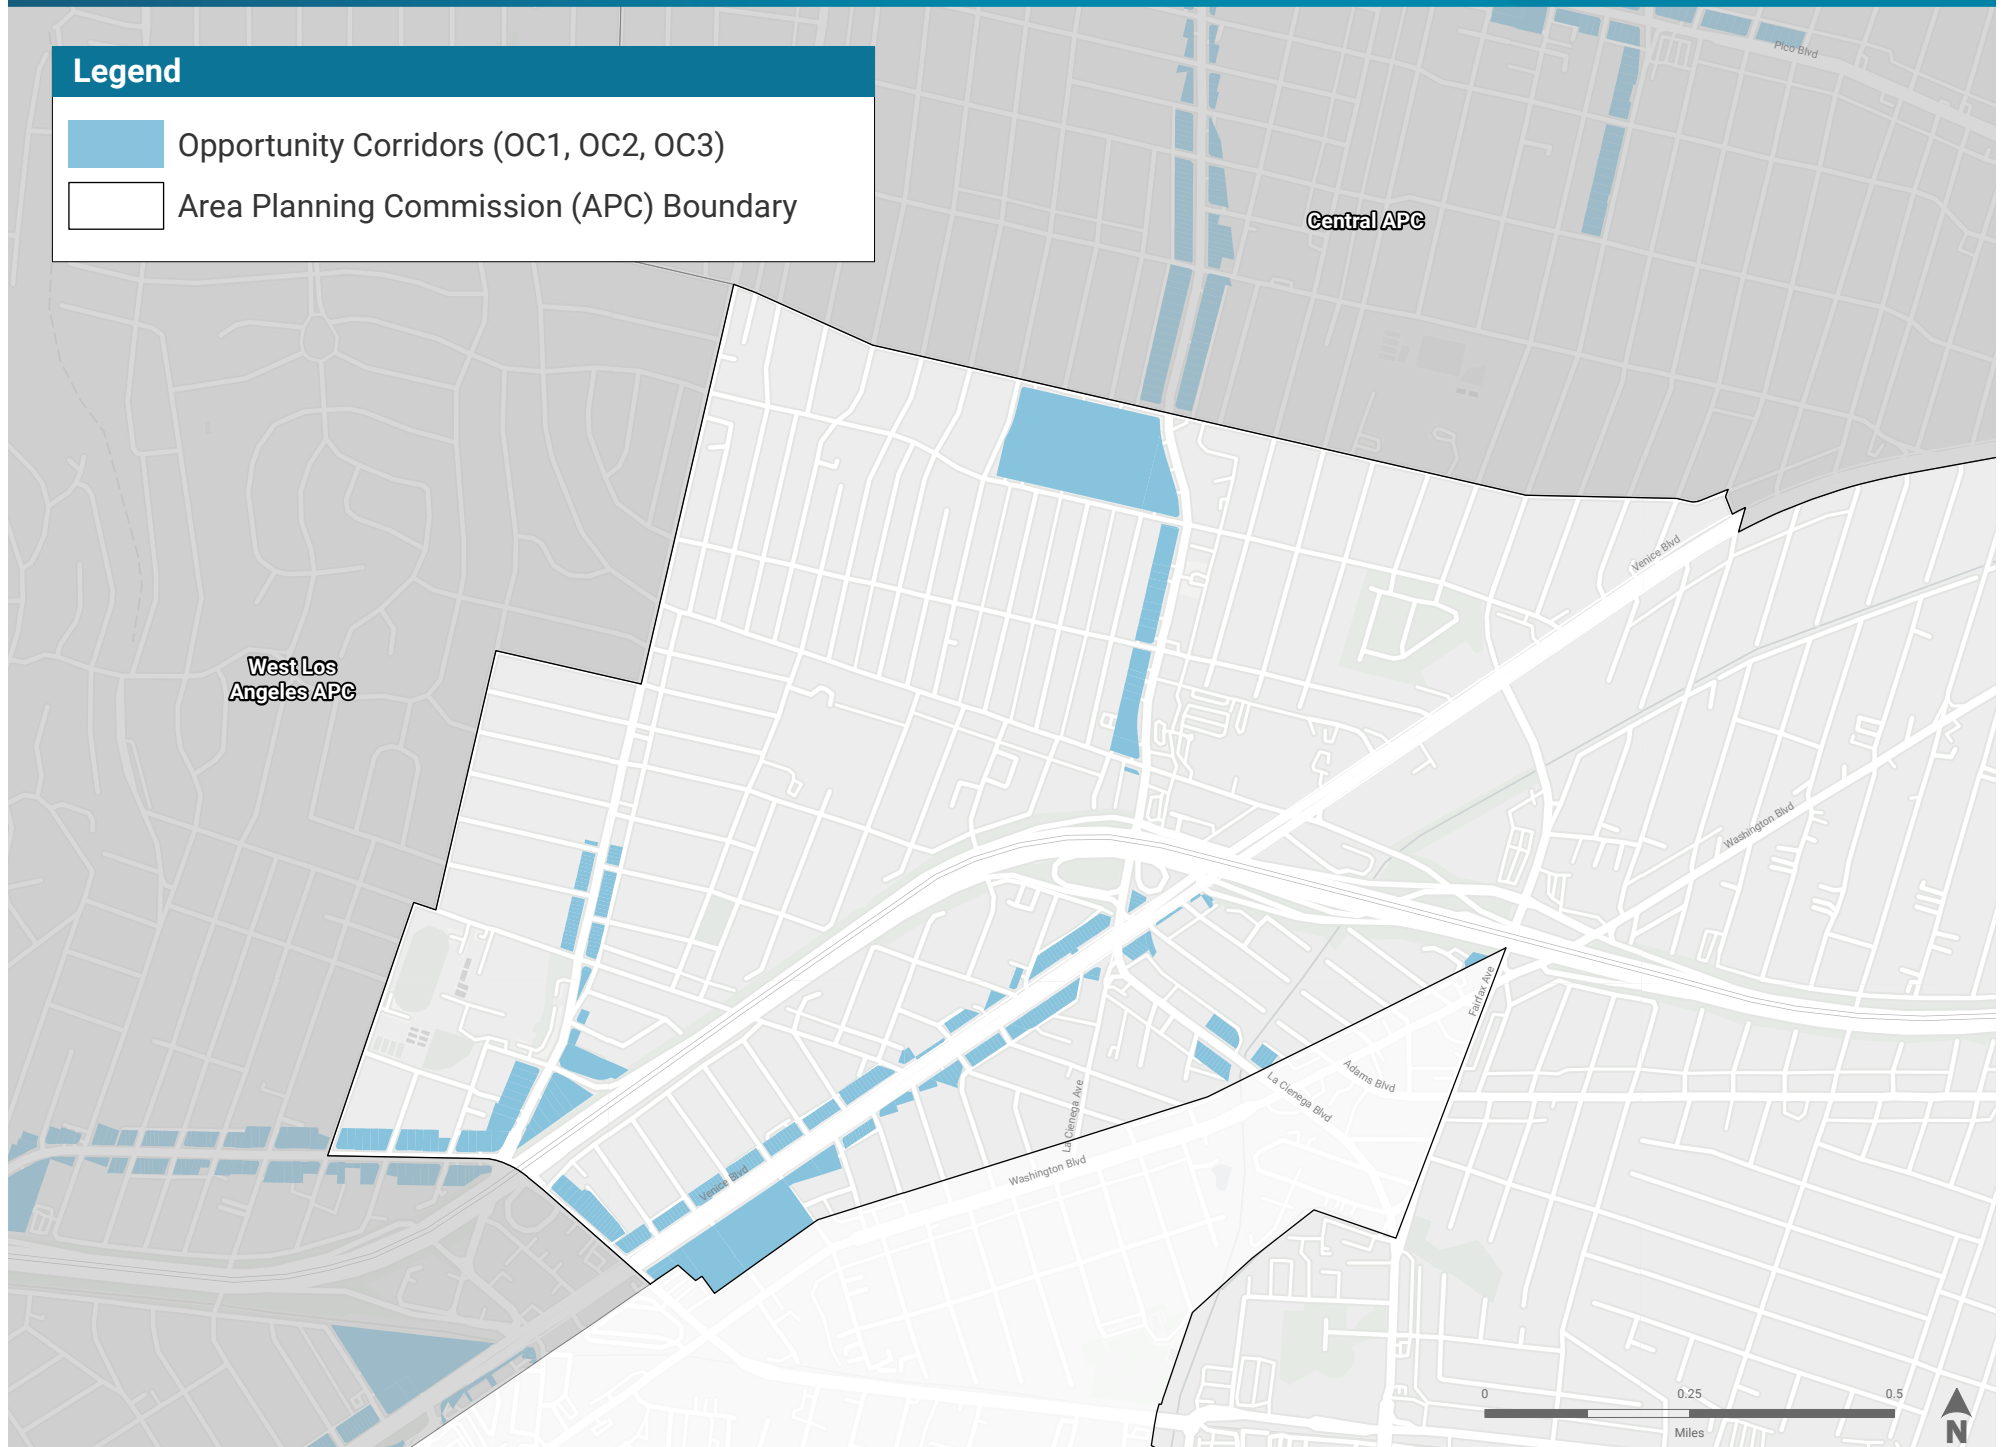 Legend
Opportunity Corridors (OC1, OC2, OC3)
Area Planning Commission (APC) Boundary
Pico Blvd
Central APC
Venice Blvd
West Los
Angeles APC
Washington Blvd
Fairfax Ave
Adams Blvd
La Cienega Blvd
La Cienega Ave
Washington Blvd
Venice Blvd
0 0.25 0.5
Miles
N